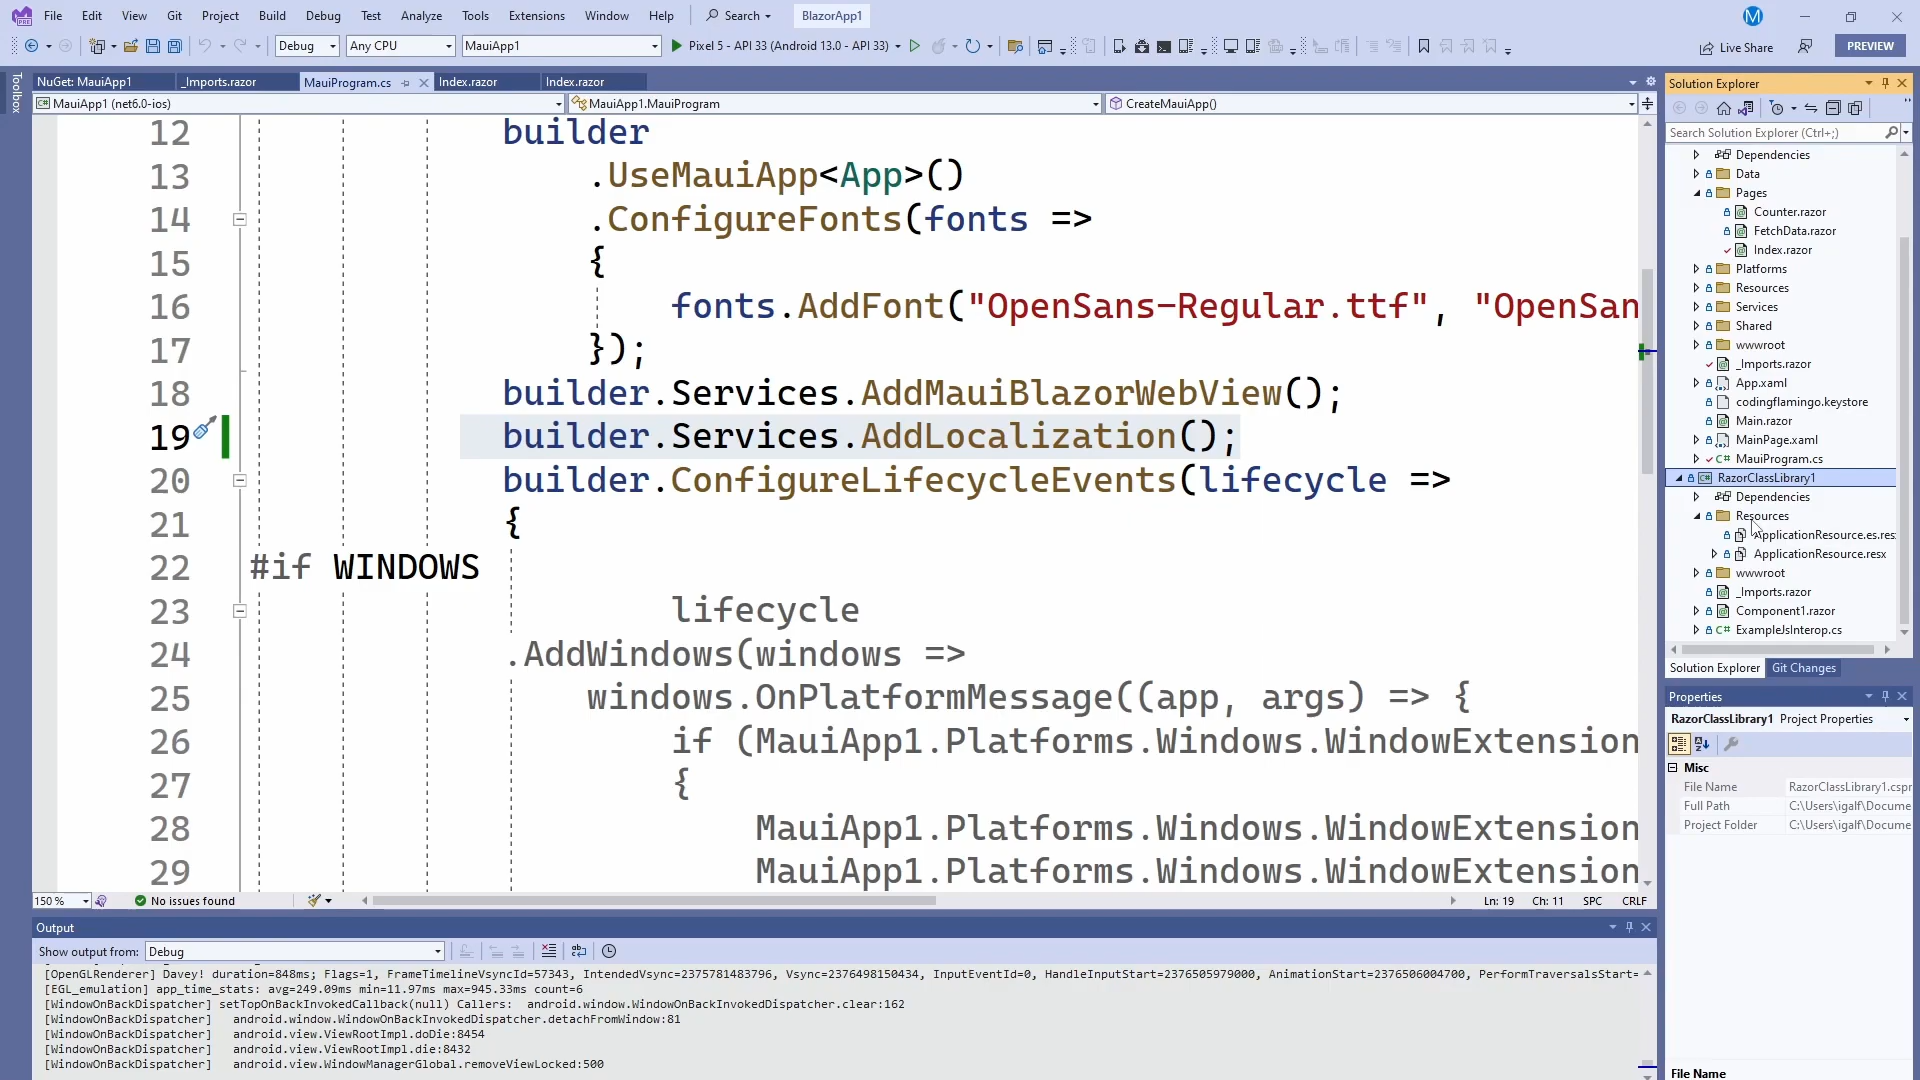 File Edit View Git Project Build Debug Test Analyze Tools Extensions Window Help Search BlazorApp1 M
Debug Any CPU MauiApp1 Pixel 5 - API 33 (Android 13.0 - API 33) Live Share PREVIEW
Toolbox
NuGet: MauiApp1 _Imports.razor MauiProgram.cs Index.razor Index.razor
MauiApp1 (net6.0-ios) MauiApp1.MauiProgram CreateMauiApp()
12 builder
13 .UseMauiApp<App>()
14 .ConfigureFonts(fonts =>
15 {
16 fonts.AddFont("OpenSans-Regular.ttf", "OpenSan
17 });
18 builder.Services.AddMauiBlazorWebView();
19 builder.Services.AddLocalization();
20 builder.ConfigureLifecycleEvents(lifecycle =>
21 {
22 #if WINDOWS
23 lifecycle
24 .AddWindows(windows =>
25 windows.OnPlatformMessage((app, args) => {
26 if (MauiApp1.Platforms.Windows.WindowExtension
27 {
28 MauiApp1.Platforms.Windows.WindowExtension
29 MauiApp1.Platforms.Windows.WindowExtension
150 % No issues found Ln: 19 Ch: 11 SPC CRLF
Output
Show output from: Debug
[OpenGLRenderer] Davey! duration=848ms; Flags=1, FrameTimelineVsyncId=57343, IntendedVsync=2375781483796, Vsync=2376498150434, InputEventId=0, HandleInputStart=2376505979000, AnimationStart=2376506004700, PerformTraversalsStart=
[EGL_emulation] app_time_stats: avg=249.09ms min=11.97ms max=945.33ms count=6
[WindowOnBackDispatcher] setTopOnBackInvokedCallback(null) Callers: android.window.WindowOnBackInvokedDispatcher.clear:162
[WindowOnBackDispatcher] android.window.WindowOnBackInvokedDispatcher.detachFromWindow:81
[WindowOnBackDispatcher] android.view.ViewRootImpl.doDie:8454
[WindowOnBackDispatcher] android.view.ViewRootImpl.die:8432
[WindowOnBackDispatcher] android.view.WindowManagerGlobal.removeViewLocked:500
Solution Explorer
Search Solution Explorer (Ctrl+;)
Dependencies
Data
Pages
Counter.razor
FetchData.razor
Index.razor
Platforms
Resources
Services
Shared
wwwroot
_Imports.razor
App.xaml
codingflamingo.keystore
Main.razor
MainPage.xaml
C# MauiProgram.cs
RazorClassLibrary1
Dependencies
Resources
ApplicationResource.es.res
ApplicationResource.resx
wwwroot
_Imports.razor
Component1.razor
C# ExampleJsInterop.cs
Solution Explorer Git Changes
Properties
RazorClassLibrary1 Project Properties
Misc
File Name RazorClassLibrary1.cspr
Full Path C:\Users\igalf\Docume
Project Folder C:\Users\igalf\Docume
File Name